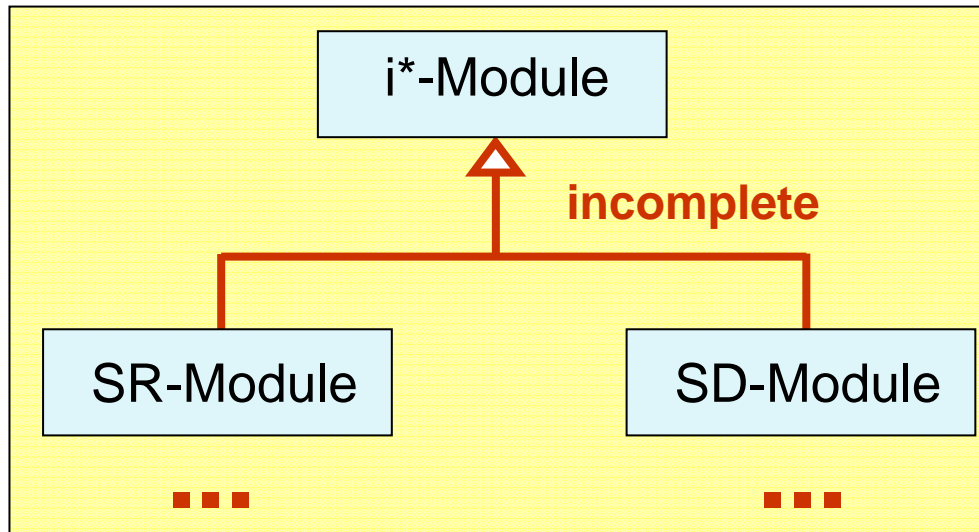 i*-Module
incomplete
SR-Module
SD-Module
... ...